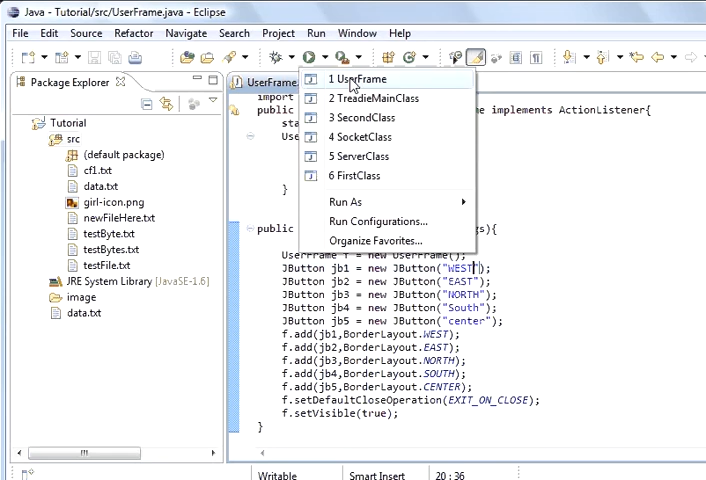 Java - Tutorial/src/UserFrame.java - Eclipse
File Edit Source Refactor Navigate Search Project Run Window Help
Package Explorer
Tutorial
src
(default package)
cf1.txt
data.txt
girl-icon.png
newFileHere.txt
testByte.txt
testBytes.txt
testFile.txt
JRE System Library [JavaSE-1.6]
image
data.txt
UserFrame.
1 UserFrame
2 TreadieMainClass
3 SecondClass
4 SocketClass
5 ServerClass
6 FirstClass
Run As
Run Configurations...
Organize Favorites...
import
public me implements ActionListener{
sta
Use
}
public gs){
UserFrame f = new UserFrame();
JButton jb1 = new JButton("WEST");
JButton jb2 = new JButton("EAST");
JButton jb3 = new JButton("NORTH");
JButton jb4 = new JButton("South");
JButton jb5 = new JButton("center");
f.add(jb1,BorderLayout.WEST);
f.add(jb2,BorderLayout.EAST);
f.add(jb3,BorderLayout.NORTH);
f.add(jb4,BorderLayout.SOUTH);
f.add(jb5,BorderLayout.CENTER);
f.setDefaultCloseOperation(EXIT_ON_CLOSE);
f.setVisible(true);
}
Writable Smart Insert 20 : 36